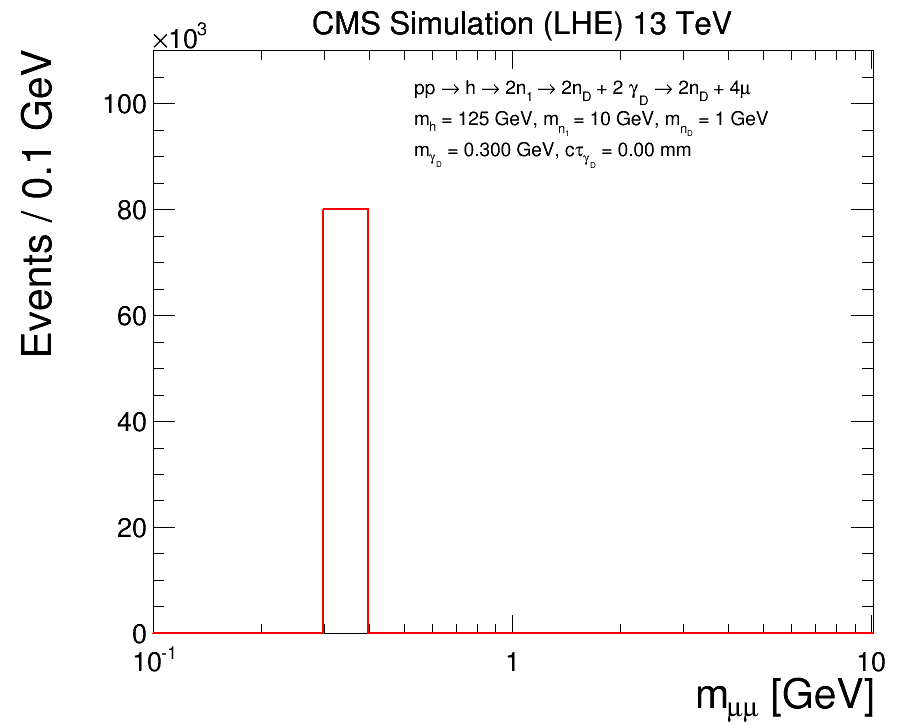 CMS Simulation (LHE) 13 TeV
×10³
pp → h → 2n₁ → 2n_D + 2 γ_D → 2n_D + 4μ
m_h = 125 GeV, m_n₁ = 10 GeV, m_n_D = 1 GeV
m_γ_D = 0.300 GeV, cτ_γ_D = 0.00 mm
Events / 0.1 GeV
100
80
60
40
20
0
10⁻¹ 1 10
m_μμ [GeV]